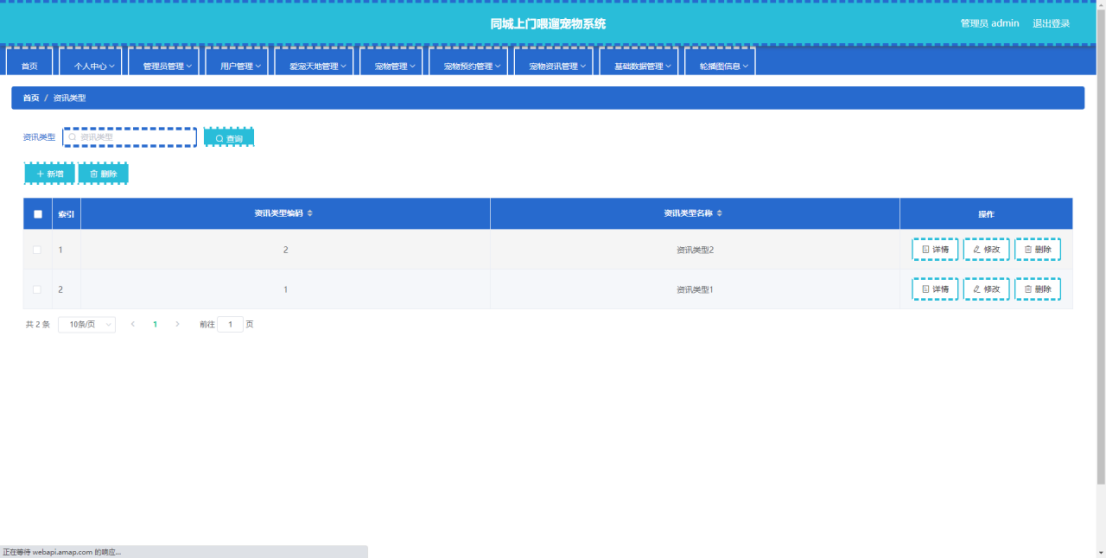 同城上门喂遛宠物系统
管理员 admin 退出登录
首页 个人中心 管理员管理 用户管理 爱宠天地管理 宠物管理 宠物预约管理 宠物资讯管理 基础数据管理 轮播图信息
首页 / 资讯类型
资讯类型 资讯类型 查询
+ 新增 删除
索引 资讯类型编码 资讯类型名称 操作
1 2 资讯类型2 详情 修改 删除
2 1 资讯类型1 详情 修改 删除
共 2 条 10条/页 < 1 > 前往 1 页
正在等待 webapi.amap.com 的响应...